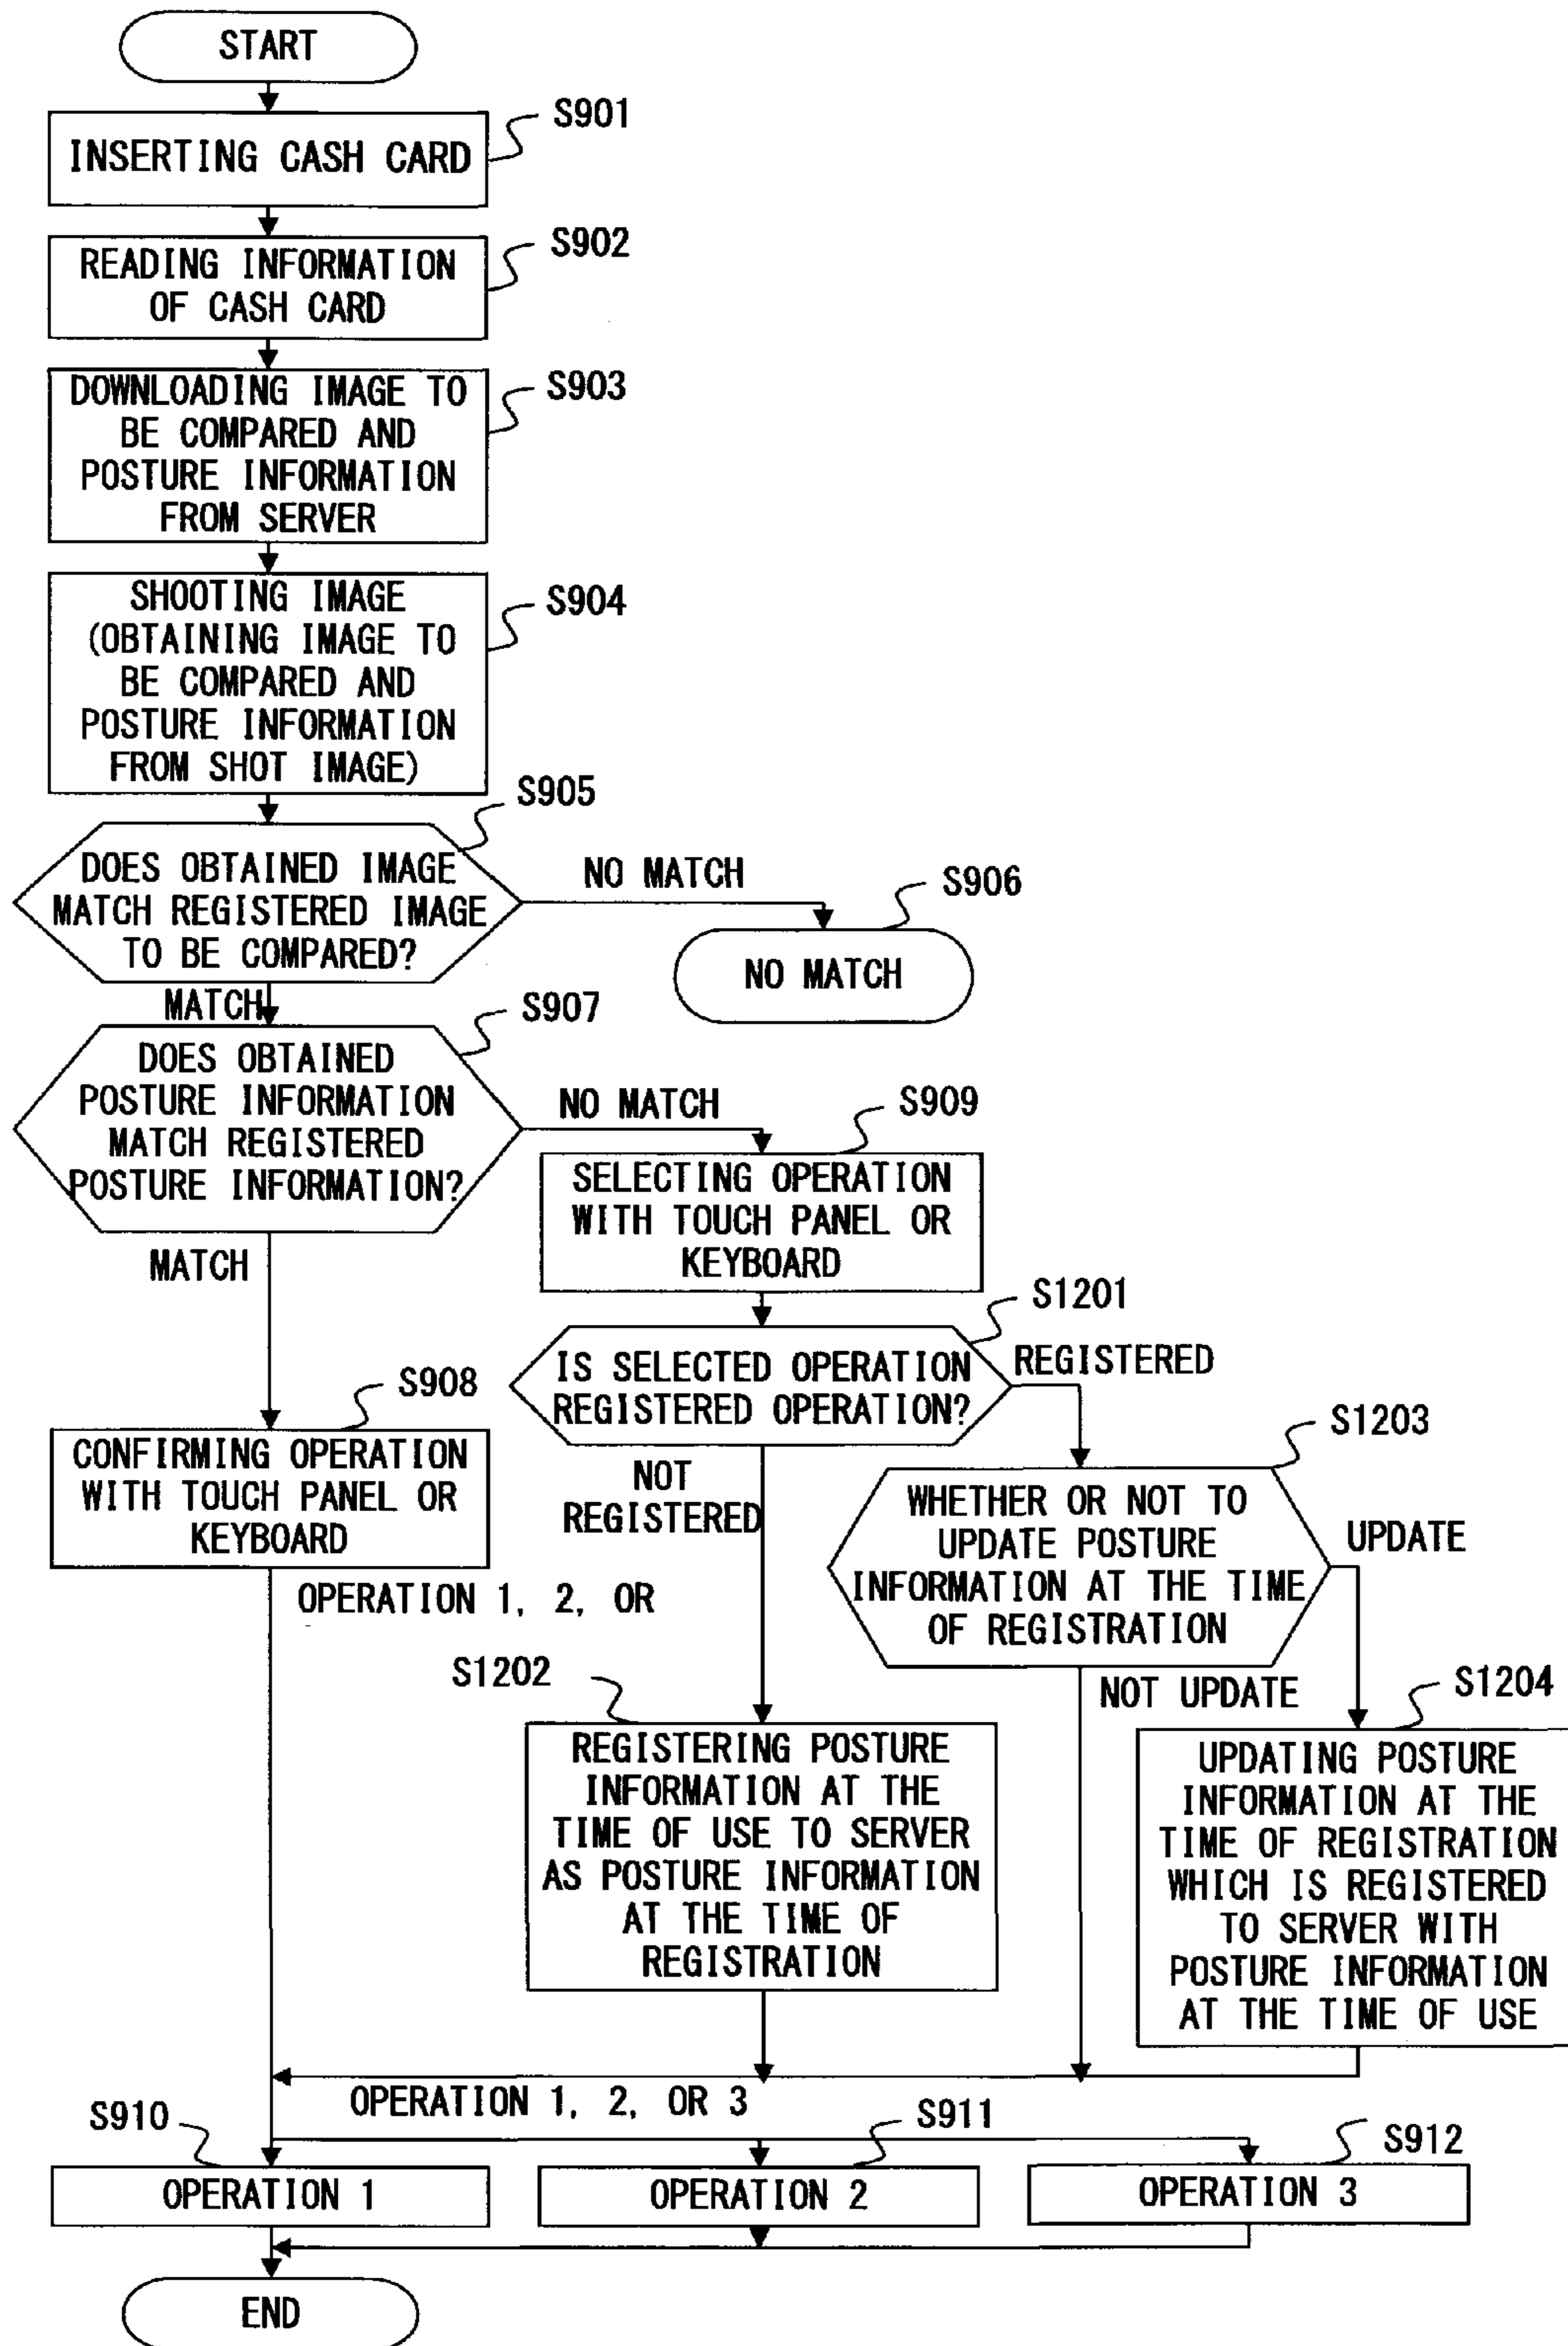 START
S901
INSERTING CASH CARD
S902
READING INFORMATION
OF CASH CARD
S903
DOWNLOADING IMAGE TO
BE COMPARED AND
POSTURE INFORMATION
FROM SERVER
S904
SHOOTING IMAGE
(OBTAINING IMAGE TO
BE COMPARED AND
POSTURE INFORMATION
FROM SHOT IMAGE)
S905
DOES OBTAINED IMAGE
MATCH REGISTERED IMAGE
TO BE COMPARED?
NO MATCH
S906
NO MATCH
MATCH
S907
DOES OBTAINED
POSTURE INFORMATION
MATCH REGISTERED
POSTURE INFORMATION?
NO MATCH
S909
SELECTING OPERATION
WITH TOUCH PANEL OR
KEYBOARD
MATCH
S1201
IS SELECTED OPERATION
REGISTERED OPERATION?
REGISTERED
S908
CONFIRMING OPERATION
WITH TOUCH PANEL OR
KEYBOARD
NOT
REGISTERED
S1203
WHETHER OR NOT TO
UPDATE POSTURE
INFORMATION AT THE TIME
OF REGISTRATION
UPDATE
OPERATION 1, 2, OR
NOT UPDATE
S1202
REGISTERING POSTURE
INFORMATION AT THE
TIME OF USE TO SERVER
AS POSTURE INFORMATION
AT THE TIME OF
REGISTRATION
S1204
UPDATING POSTURE
INFORMATION AT THE
TIME OF REGISTRATION
WHICH IS REGISTERED
TO SERVER WITH
POSTURE INFORMATION
AT THE TIME OF USE
OPERATION 1, 2, OR 3
S910
OPERATION 1
S911
OPERATION 2
S912
OPERATION 3
END